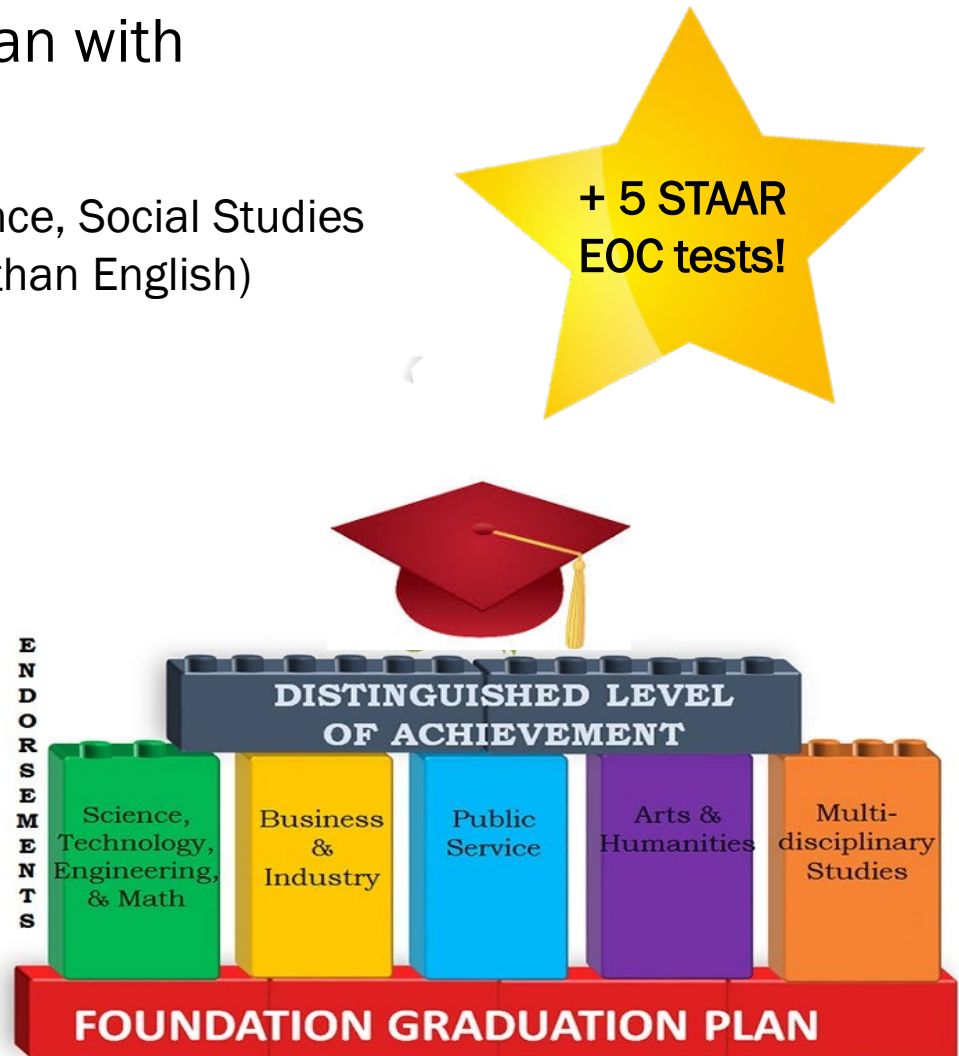 an with
nce, Social Studies
than English)
+ 5 STAAR
EOC tests!
ENDORSEMENTS
DISTINGUISHED LEVEL
OF ACHIEVEMENT
Science,
Technology,
Engineering,
& Math
Business
&
Industry
Public
Service
Arts &
Humanities
Multi-
disciplinary
Studies
FOUNDATION GRADUATION PLAN